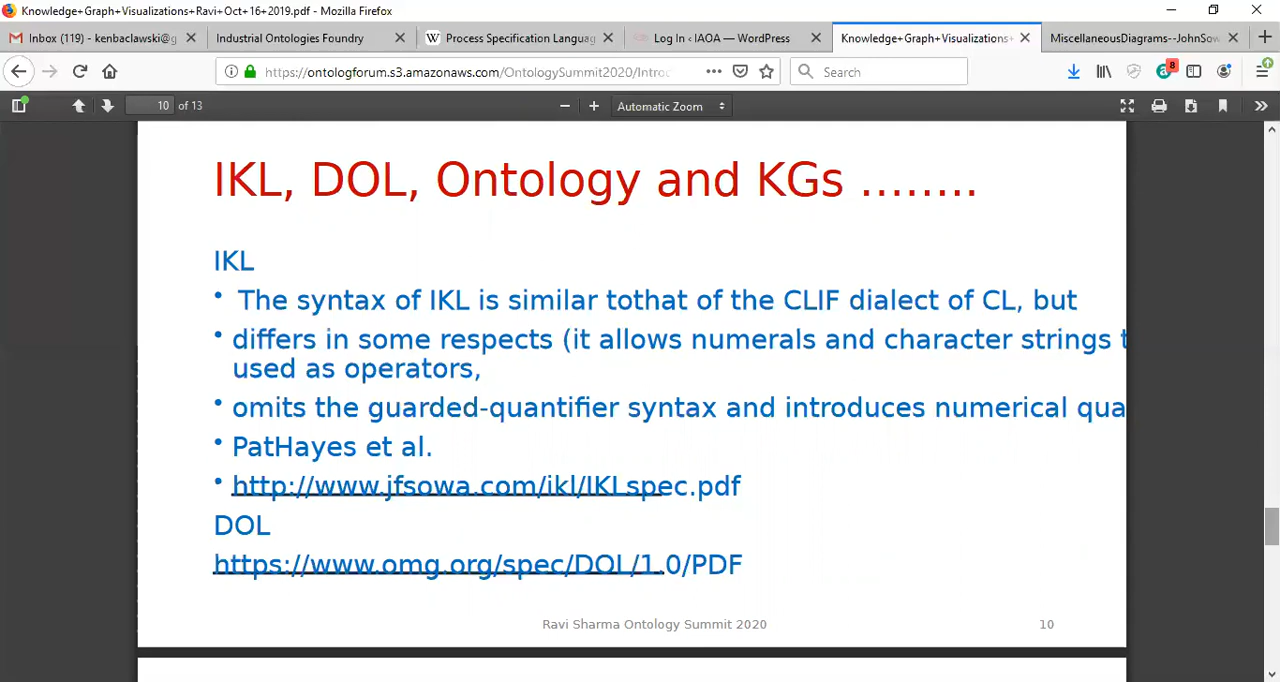 Knowledge+Graph+Visualizations+Ravi+Oct+16+2019.pdf - Mozilla Firefox
Inbox (119) - kenbaclawski@g
Industrial Ontologies Foundry
Process Specification Languag
Log In ‹ IAOA — WordPress
Knowledge+Graph+Visualizations+
MiscellaneousDiagrams--JohnSow
https://ontologforum.s3.amazonaws.com/OntologySummit2020/Intro
Search
8
10 of 13
Automatic Zoom
IKL, DOL, Ontology and KGs ........
IKL
• The syntax of IKL is similar tothat of the CLIF dialect of CL, but
• differs in some respects (it allows numerals and character strings t
used as operators,
• omits the guarded-quantifier syntax and introduces numerical qua
• PatHayes et al.
• http://www.jfsowa.com/ikl/IKLspec.pdf
DOL
https://www.omg.org/spec/DOL/1.0/PDF
Ravi Sharma Ontology Summit 2020
10